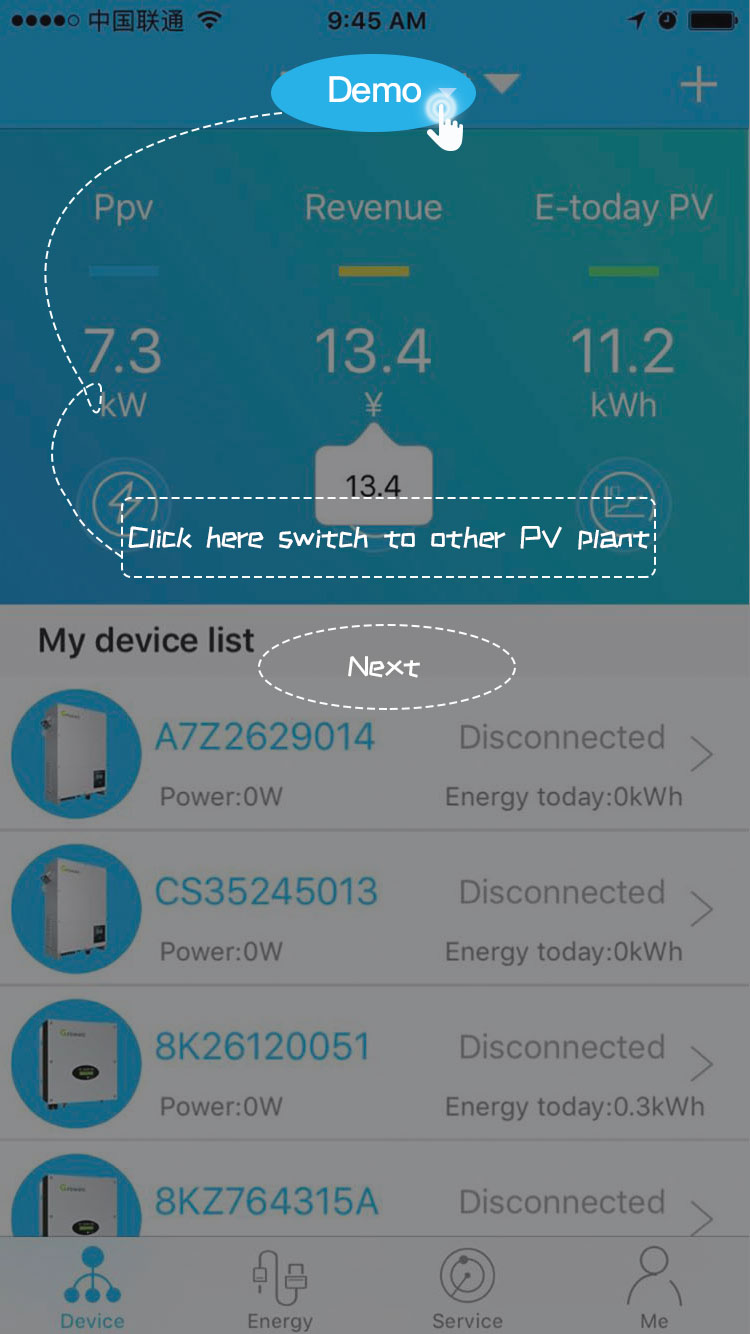 中国联通 9:45 AM
Demo
Ppv Revenue E-today PV
7.3 13.4 11.2
kW ¥ kWh
13.4
Click here switch to other PV plant
My device list
Next
A7Z2629014 Disconnected
Power:0W Energy today:0kWh
CS35245013 Disconnected
Power:0W Energy today:0kWh
8K26120051 Disconnected
Power:0W Energy today:0.3kWh
8KZ764315A Disconnected
Device Energy Service Me